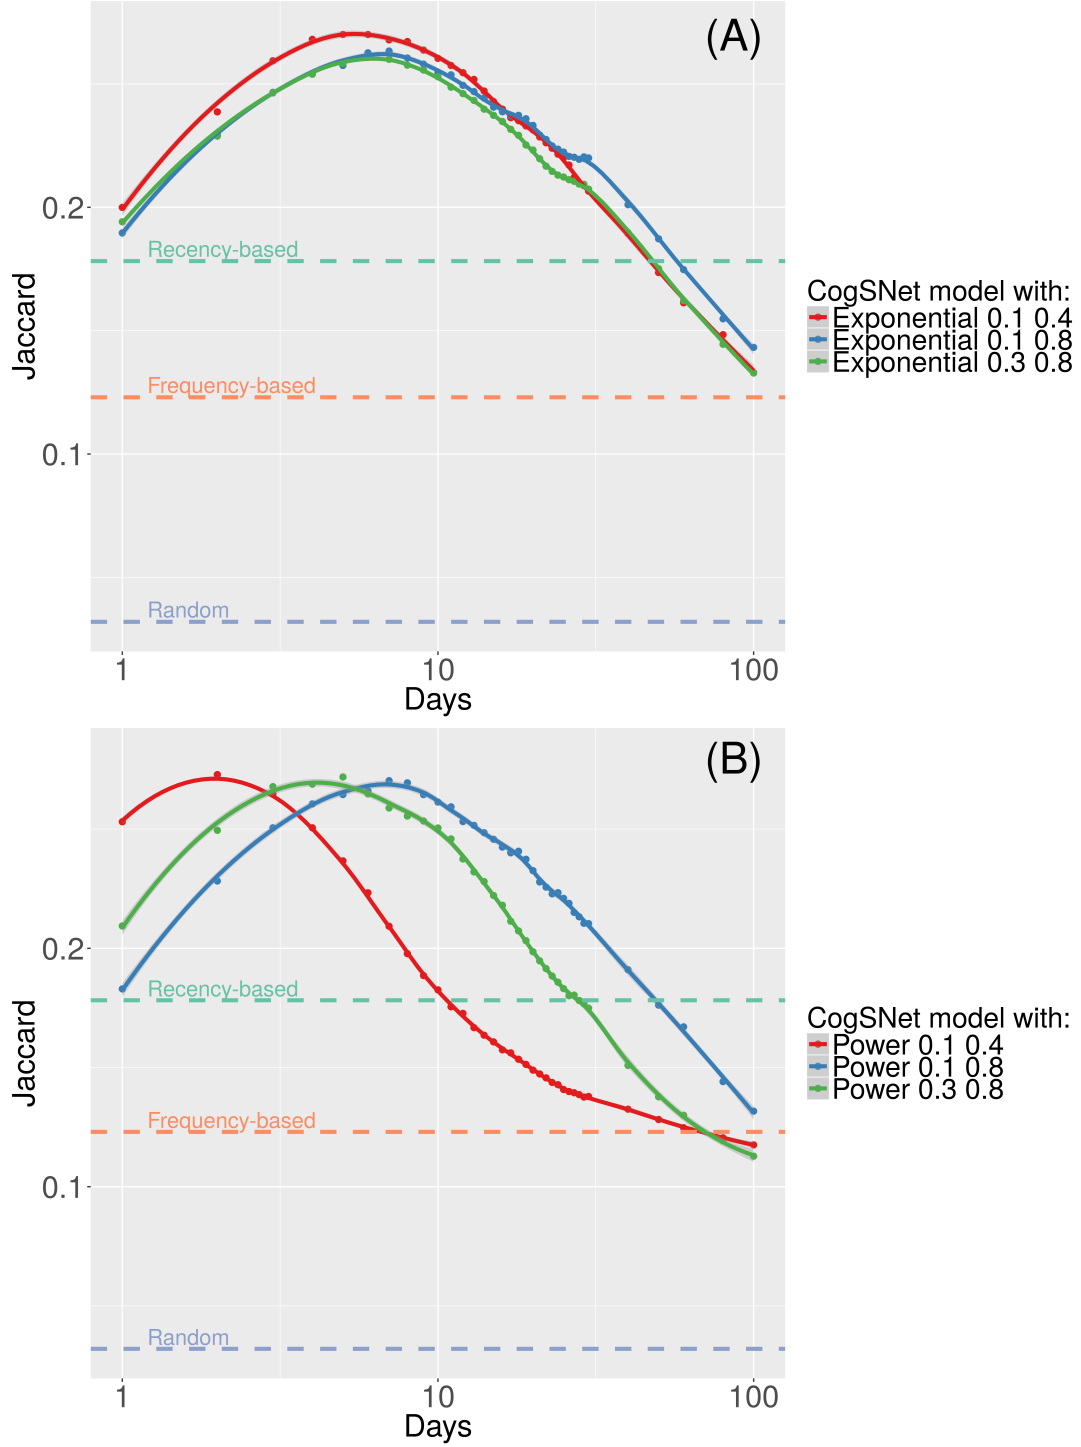 (A)
0.2
0.1
Jaccard
Recency-based
Frequency-based
Random
1 10 100
Days
CogSNet model with:
Exponential 0.1 0.4
Exponential 0.1 0.8
Exponential 0.3 0.8
(B)
0.2
0.1
Jaccard
Recency-based
Frequency-based
Random
1 10 100
Days
CogSNet model with:
Power 0.1 0.4
Power 0.1 0.8
Power 0.3 0.8